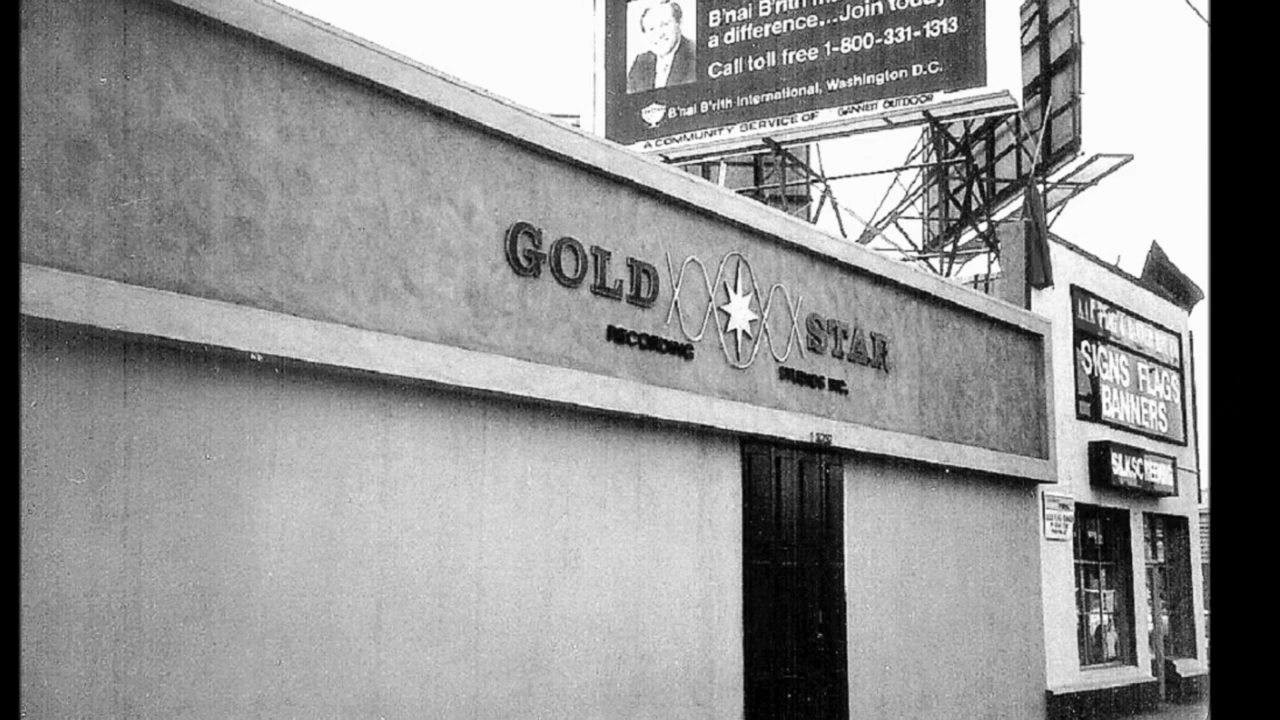 B'nai B'rith
a difference...Join today
Call toll free 1-800-331-1313
B'nai B'rith International, Washington D.C.
A COMMUNITY SERVICE OF GANNETT OUTDOOR
GOLD STAR
RECORDING
STUDIOS INC.
SIGNS FLAGS
BANNERS
SILKSCREENING